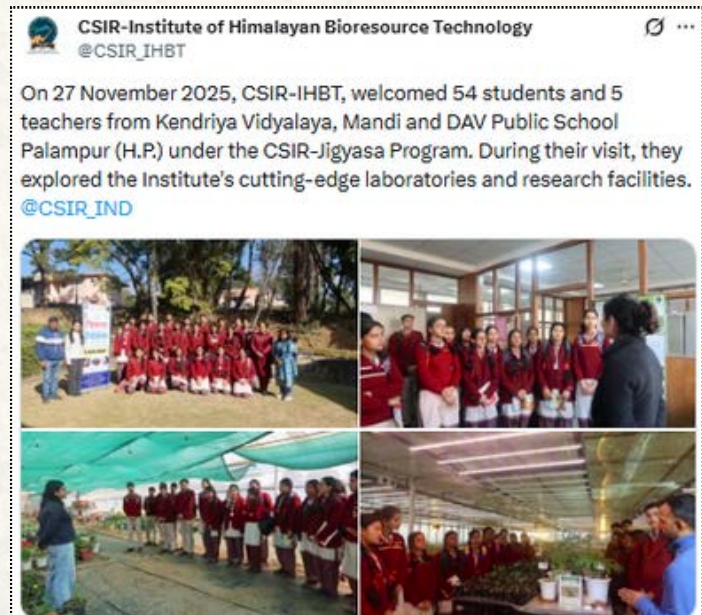 CSIR-Institute of Himalayan Bioresource Technology
@CSIR_IHBT
On 27 November 2025, CSIR-IHBT, welcomed 54 students and 5
teachers from Kendriya Vidyalaya, Mandi and DAV Public School
Palampur (H.P.) under the CSIR-Jigyasa Program. During their visit, they
explored the Institute's cutting-edge laboratories and research facilities.
@CSIR_IND